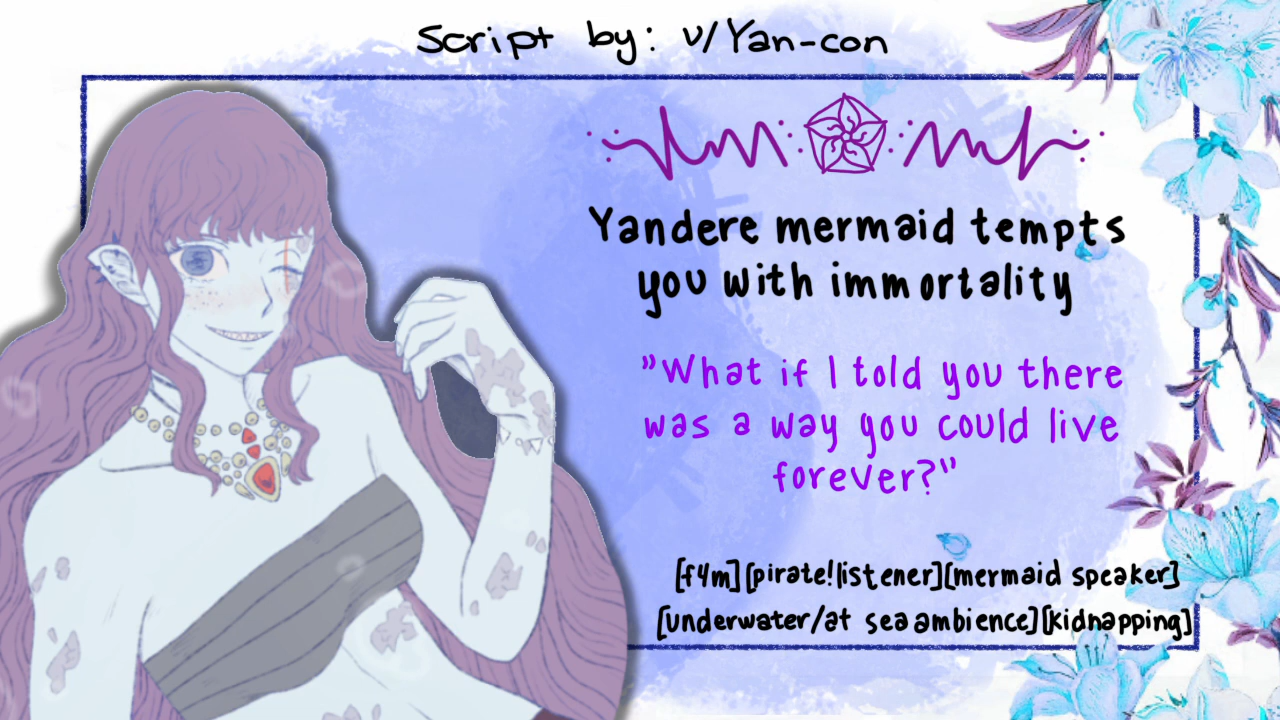 Script by: u/Yan-con
Yandere mermaid tempts
you with immortality
"What if I told you there
was a way you could live
forever?"
[f4m][pirate!listener][mermaid speaker]
[underwater/at sea ambience][kidnapping]